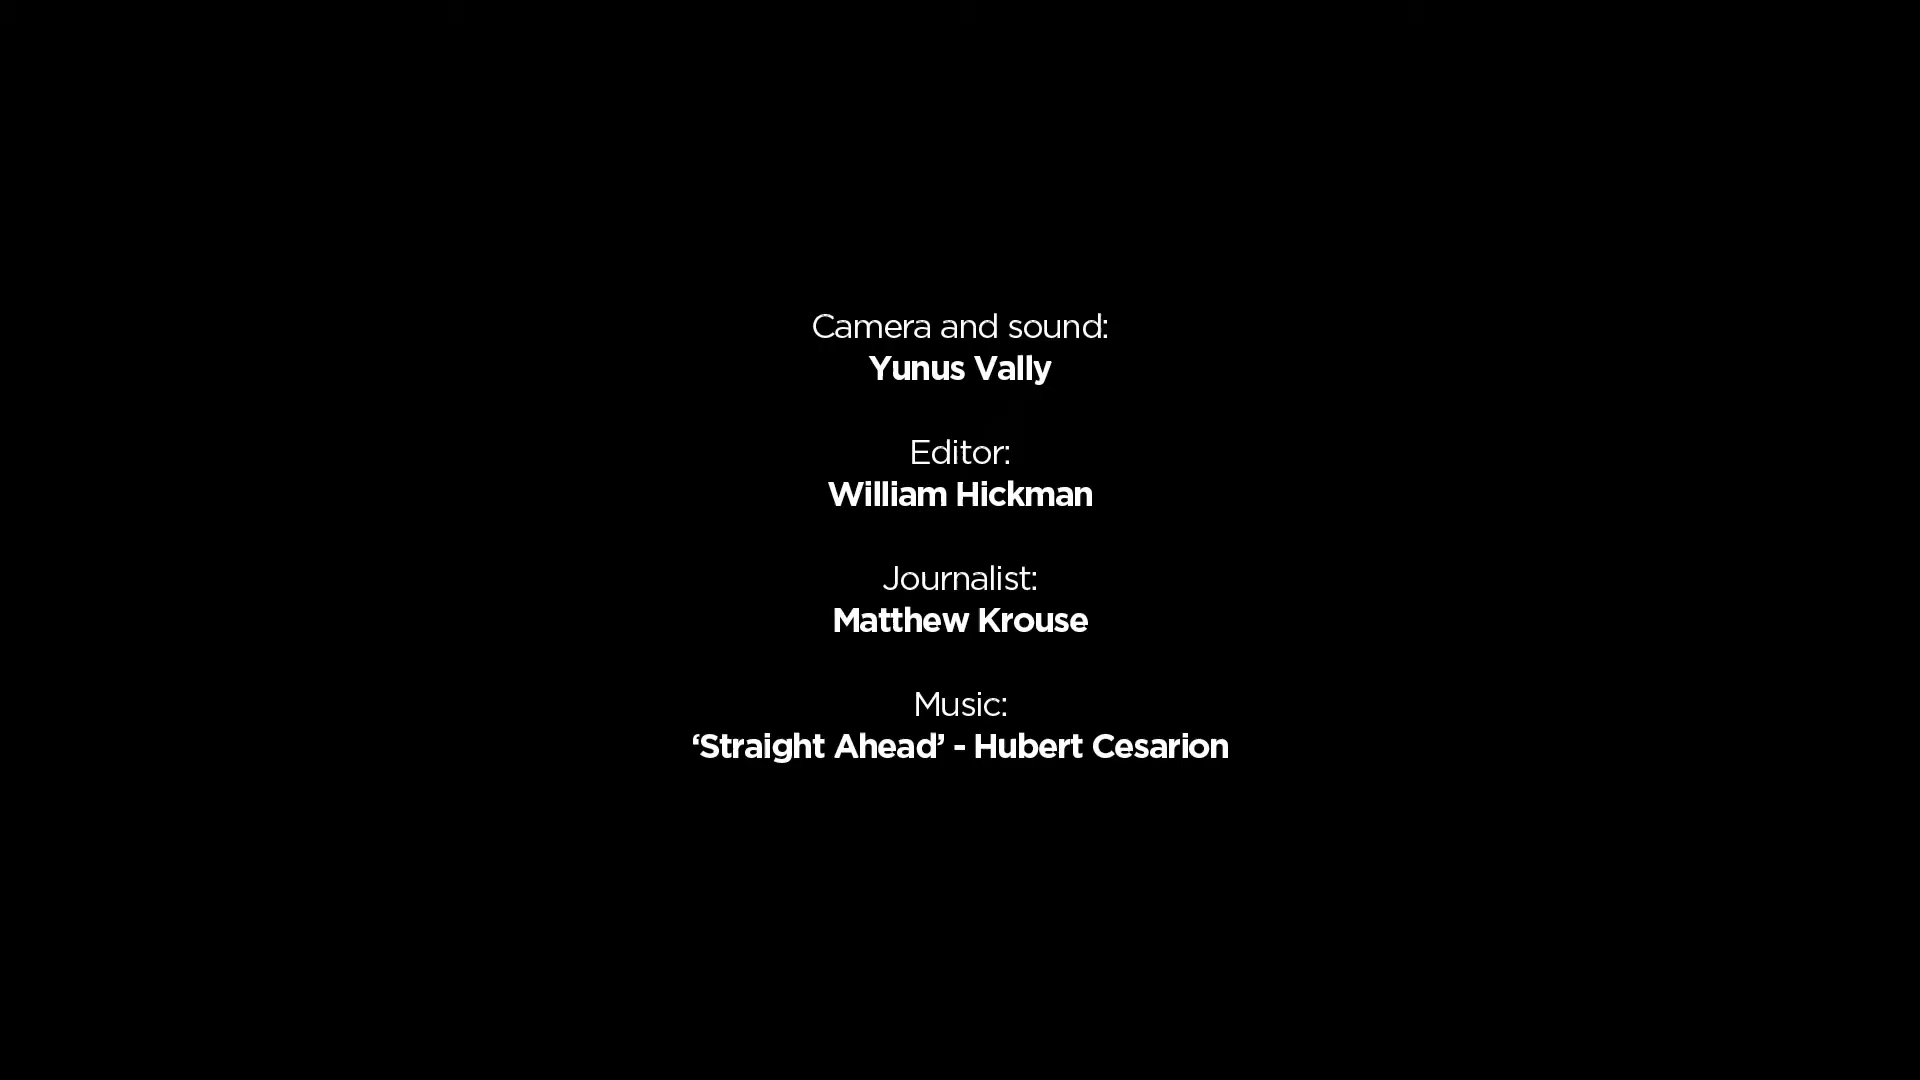 Camera and sound:
Yunus Vally
Editor:
William Hickman
Journalist:
Matthew Krouse
Music:
‘Straight Ahead’ - Hubert Cesarion